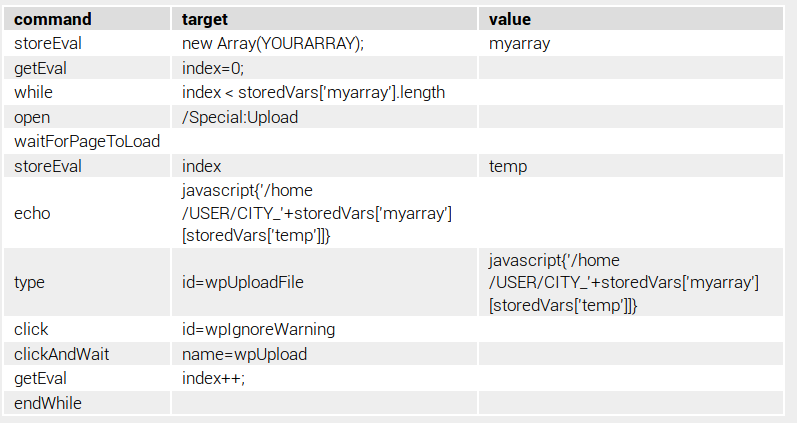 command target value
storeEval new Array(YOURARRAY); myarray
getEval index=0;
while index < storedVars['myarray'].length
open /Special:Upload
waitForPageToLoad
storeEval index temp
echo javascript{'/home
/USER/CITY_'+storedVars['myarray']
[storedVars['temp']]}
type id=wpUploadFile javascript{'/home
/USER/CITY_'+storedVars['myarray']
[storedVars['temp']]}
click id=wpIgnoreWarning
clickAndWait name=wpUpload
getEval index++;
endWhile